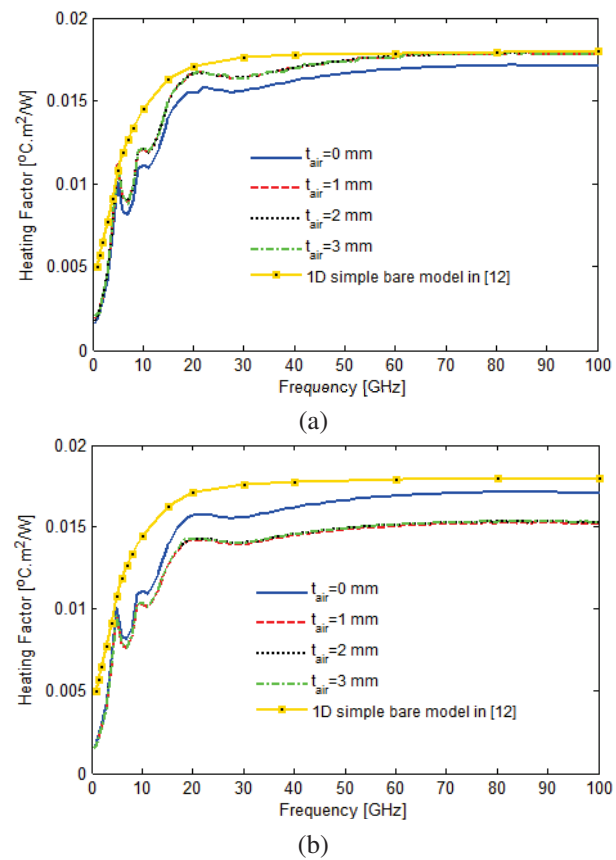 0.02
0.015
0.01
0.005
0
Heating Factor [°C.m²/W]
t_air=0 mm
t_air=1 mm
t_air=2 mm
t_air=3 mm
1D simple bare model in [12]
0 10 20 30 40 50 60 70 80 90 100
Frequency [GHz]
(a)
0.02
0.015
0.01
0.005
0
Heating Factor [°C.m²/W]
t_air=0 mm
t_air=1 mm
t_air=2 mm
t_air=3 mm
1D simple bare model in [12]
0 10 20 30 40 50 60 70 80 90 100
Frequency [GHz]
(b)